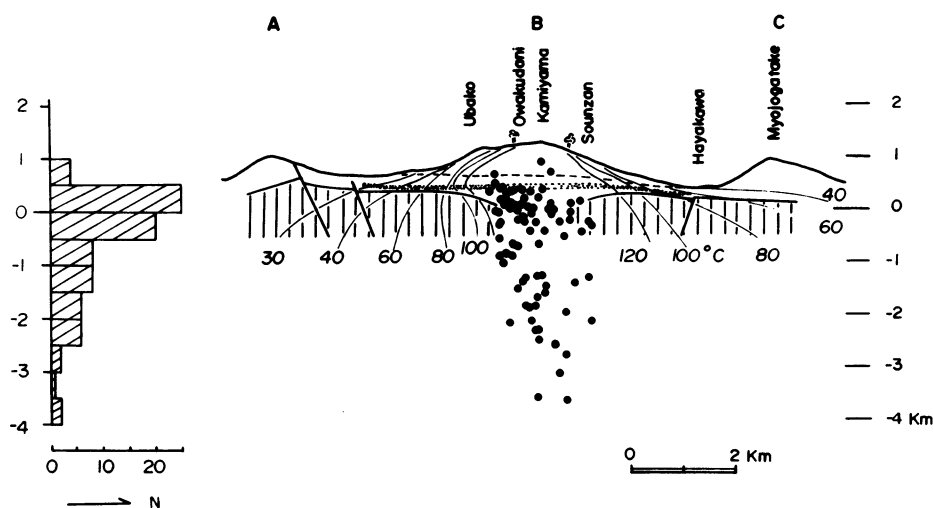 A B C
Ubako
Owakudani
Kamiyama
Sounzan
Hayakawa
Myojogatake
2
1
0
-1
-2
-3
-4
2
1
0
-1
-2
-3
-4 Km
40
60
30 40 60 80 100 120 100°C 80
0 10 20
N
0 2 Km